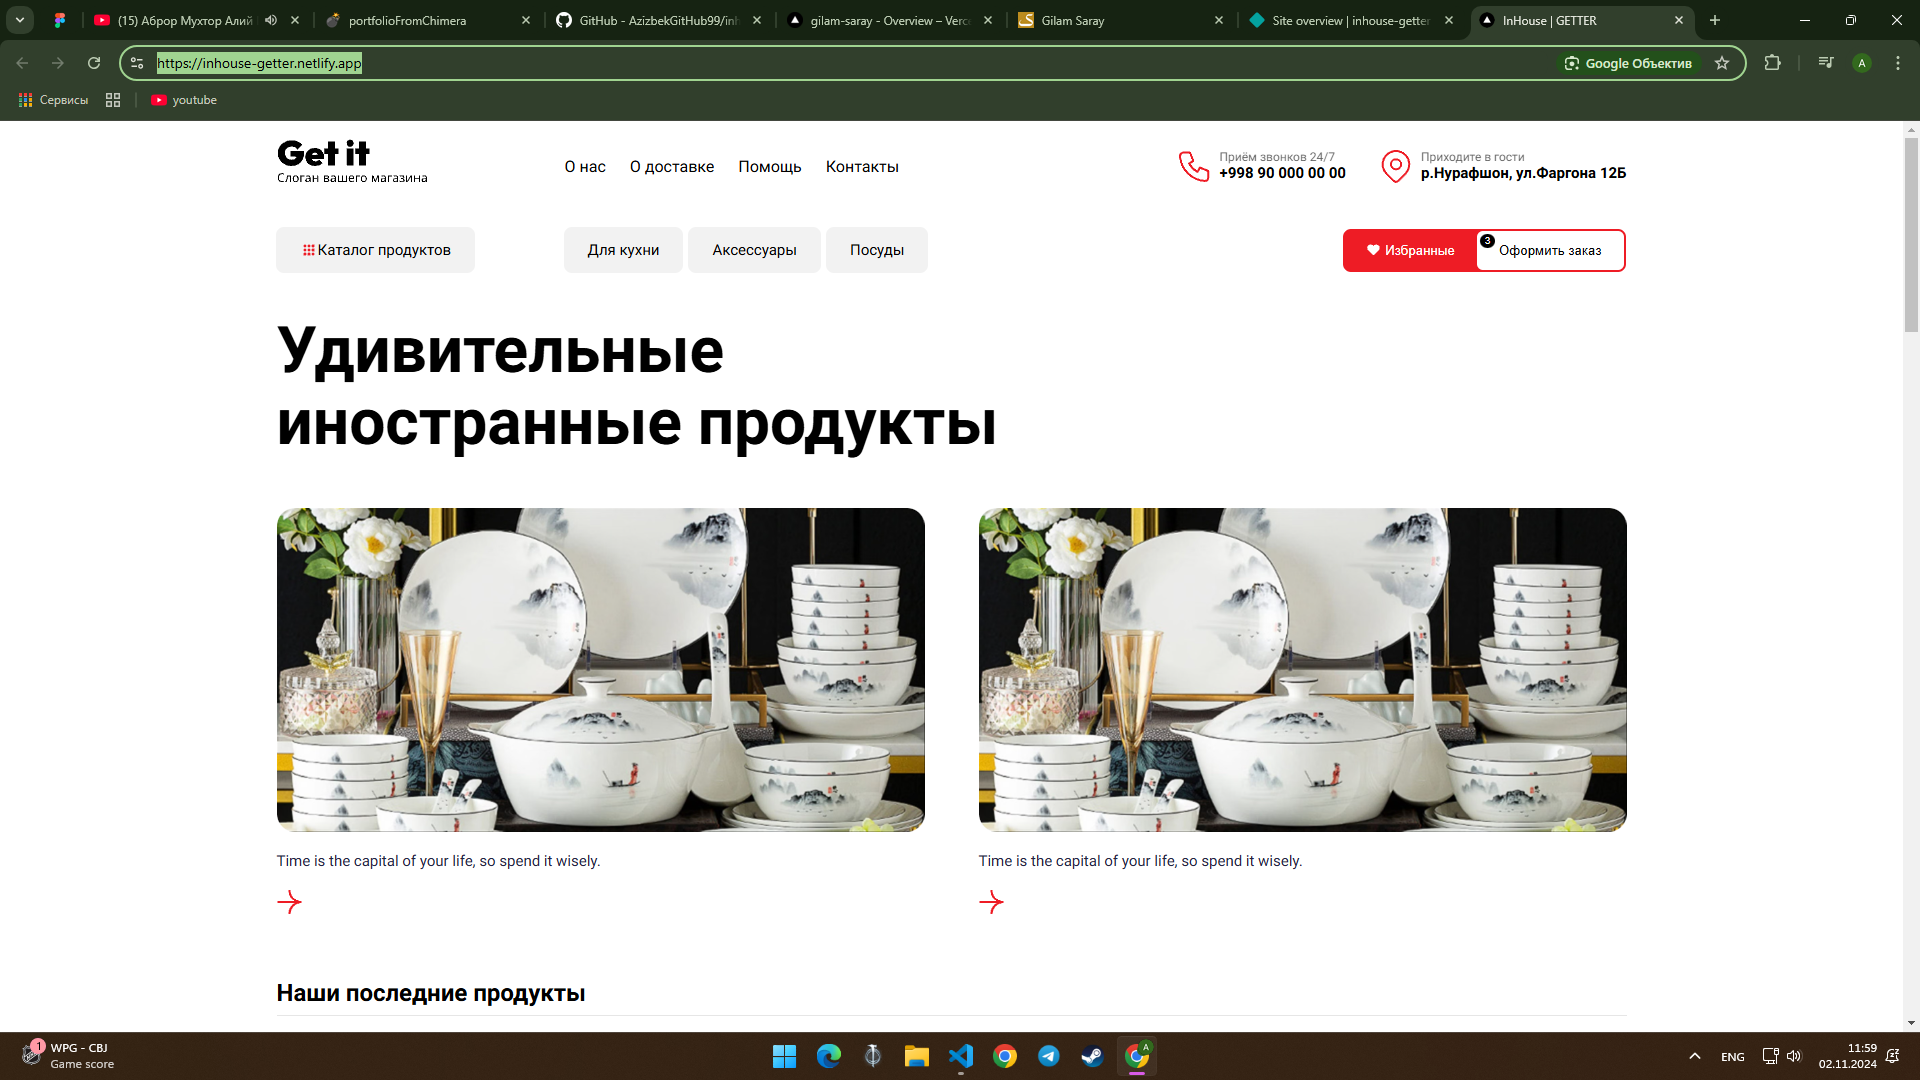 (15) Аброр Мухтор Алий
portfolioFromChimera
GitHub - AzizbekGitHub99/inh
gilam-saray - Overview – Verc
Gilam Saray
Site overview | inhouse-getter
InHouse | GETTER
https://inhouse-getter.netlify.app
Google Объектив
A
Сервисы
youtube
Get it
Слоган вашего магазина
О нас
О доставке
Помощь
Контакты
Приём звонков 24/7
+998 90 000 00 00
Приходите в гости
р.Нурафшон, ул.Фаргона 12Б
Каталог продуктов
Для кухни
Аксессуары
Посуды
Избранные
3
Оформить заказ
Удивительные
иностранные продукты
Time is the capital of your life, so spend it wisely.
Time is the capital of your life, so spend it wisely.
Наши последние продукты
1
WPG - CBJ
Game score
A
ENG
11:59
02.11.2024